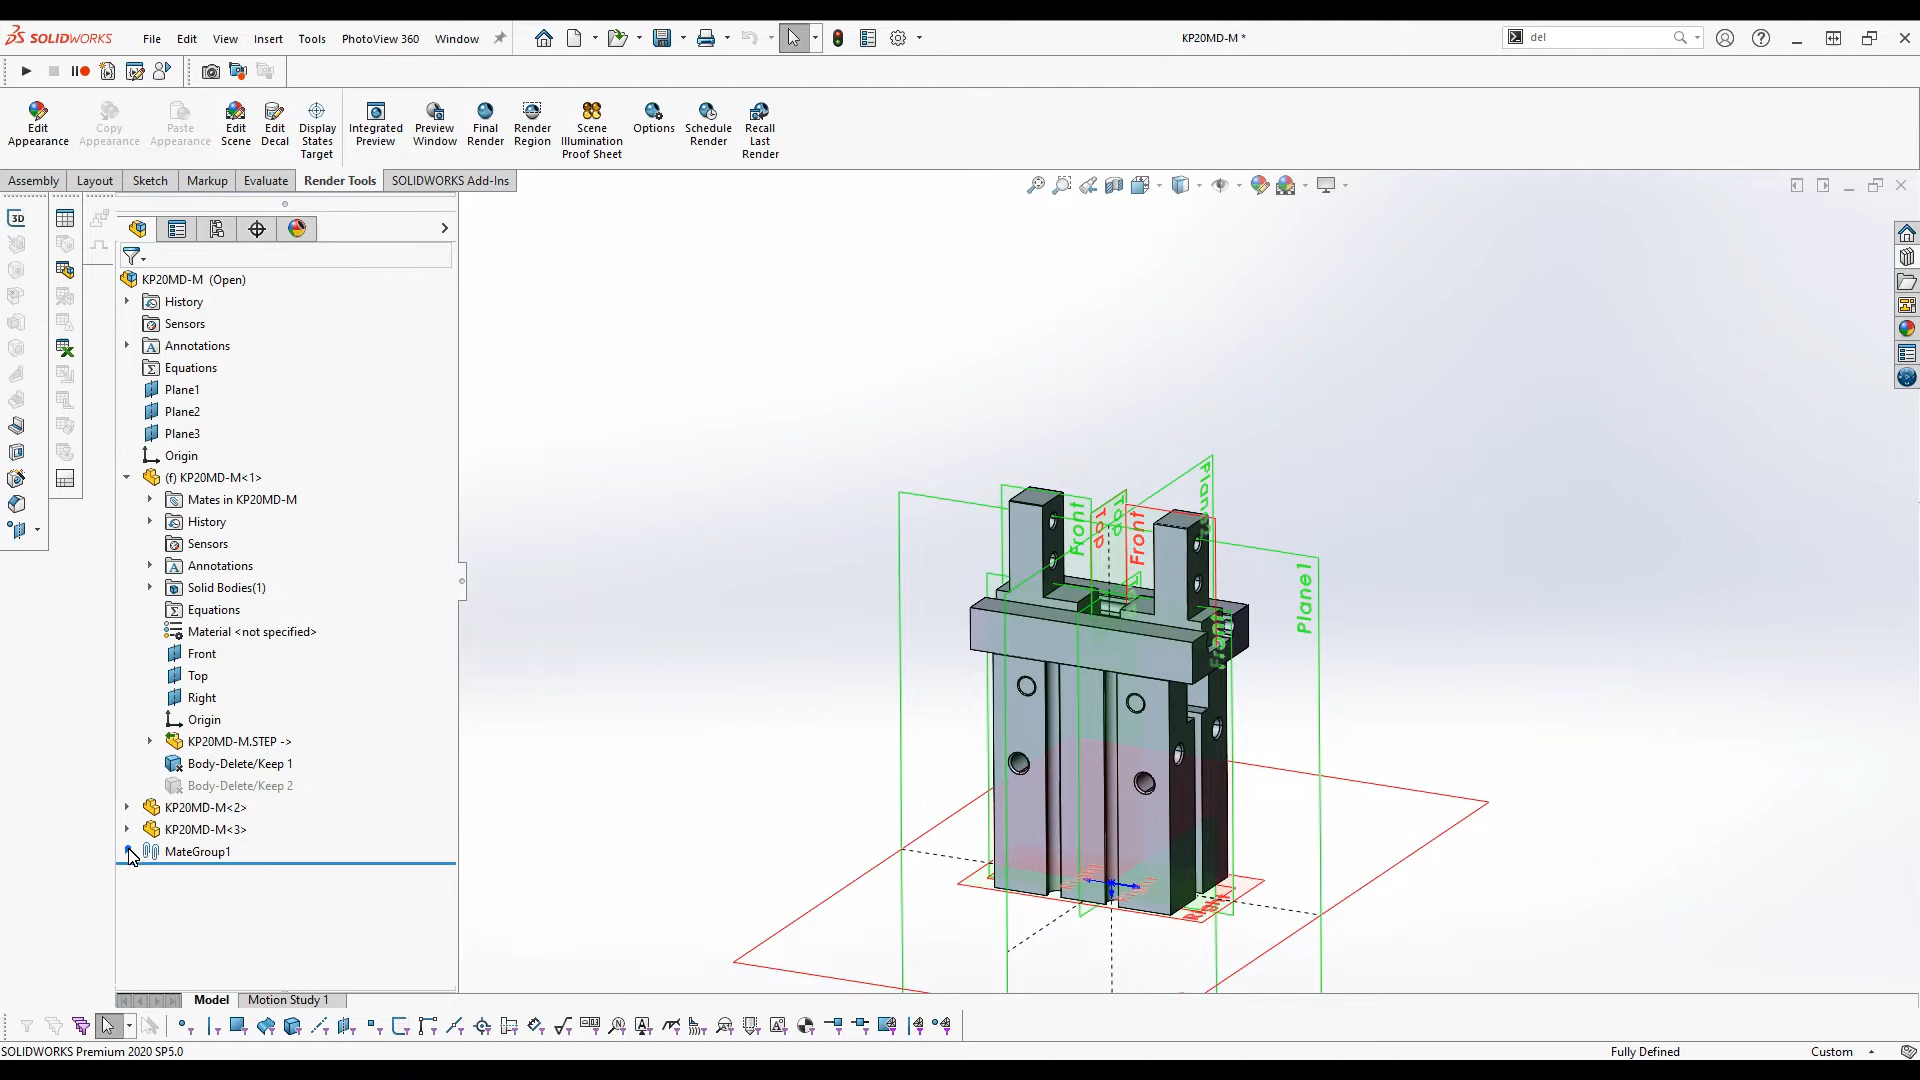 SOLIDWORKS
File
Edit
View
Insert
Tools
PhotoView 360
Window
KP20MD-M *
del
Edit Appearance
Copy Appearance
Paste Appearance
Edit Scene
Edit Decal
Display States Target
Integrated Preview
Preview Window
Final Render
Render Region
Scene Illumination Proof Sheet
Options
Schedule Render
Recall Last Render
Assembly
Layout
Sketch
Markup
Evaluate
Render Tools
SOLIDWORKS Add-Ins
3D
KP20MD-M (Open)
History
Sensors
Annotations
Equations
Plane1
Plane2
Plane3
Origin
(f) KP20MD-M<1>
Mates in KP20MD-M
History
Sensors
Annotations
Solid Bodies(1)
Equations
Material <not specified>
Front
Top
Right
Origin
KP20MD-M.STEP ->
Body-Delete/Keep 1
Body-Delete/Keep 2
KP20MD-M<2>
KP20MD-M<3>
MateGroup1
Front
Top
Top
Front
Plane1
Front
Right
Model
Motion Study 1
SOLIDWORKS Premium 2020 SP5.0
Fully Defined
Custom